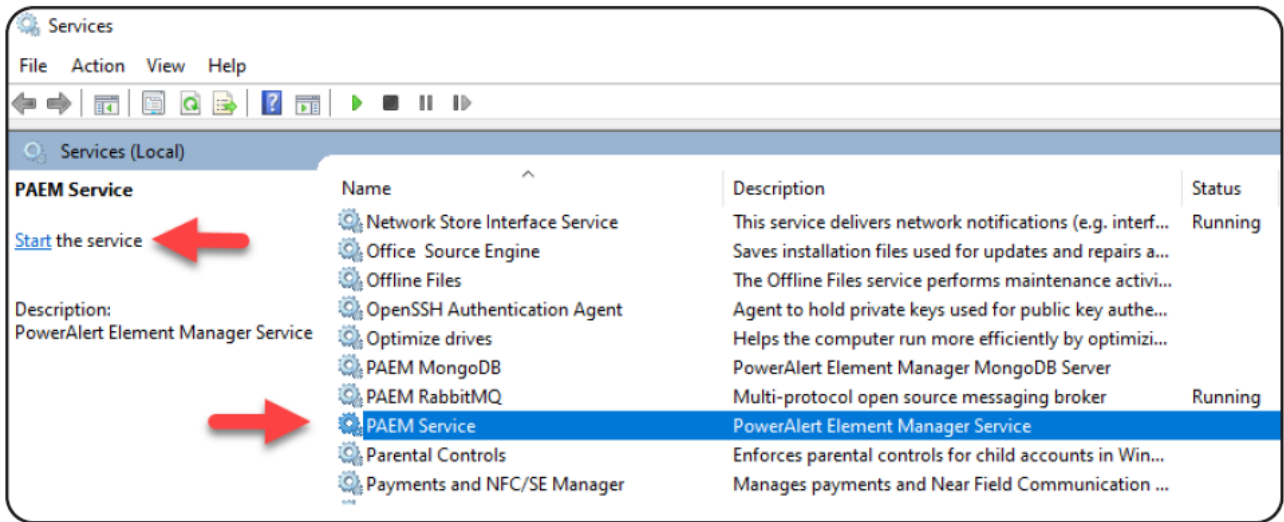 Services
File Action View Help
Services (Local)
PAEM Service
Start the service
Description:
PowerAlert Element Manager Service
Name Description Status
Network Store Interface Service This service delivers network notifications (e.g. interf... Running
Office Source Engine Saves installation files used for updates and repairs a...
Offline Files The Offline Files service performs maintenance activi...
OpenSSH Authentication Agent Agent to hold private keys used for public key authe...
Optimize drives Helps the computer run more efficiently by optimizi...
PAEM MongoDB PowerAlert Element Manager MongoDB Server
PAEM RabbitMQ Multi-protocol open source messaging broker Running
PAEM Service PowerAlert Element Manager Service
Parental Controls Enforces parental controls for child accounts in Win...
Payments and NFC/SE Manager Manages payments and Near Field Communication ...